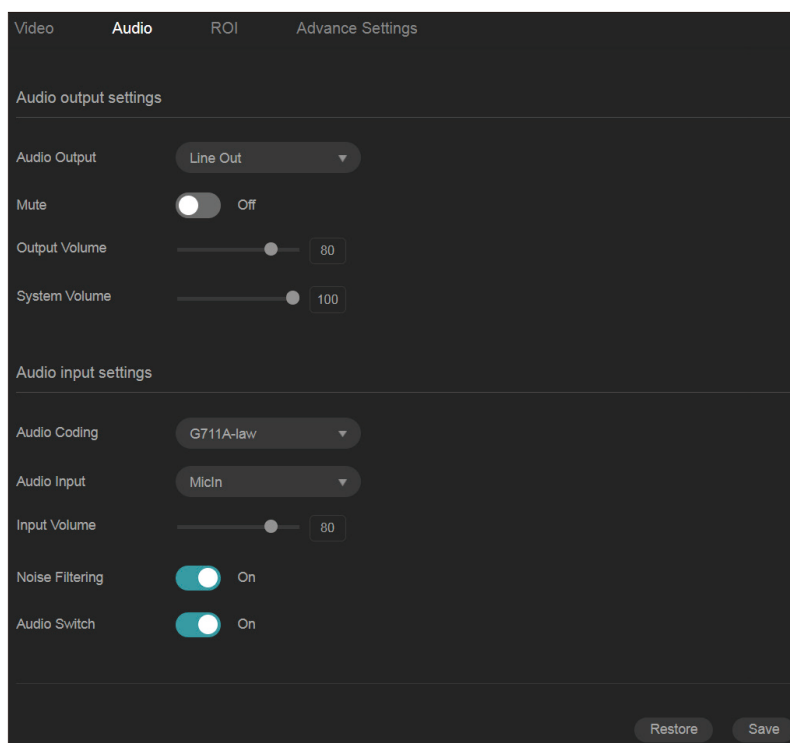 Video Audio ROI Advance Settings
Audio output settings
Audio Output Line Out
Mute Off
Output Volume 80
System Volume 100
Audio input settings
Audio Coding G711A-law
Audio Input MicIn
Input Volume 80
Noise Filtering On
Audio Switch On
Restore Save